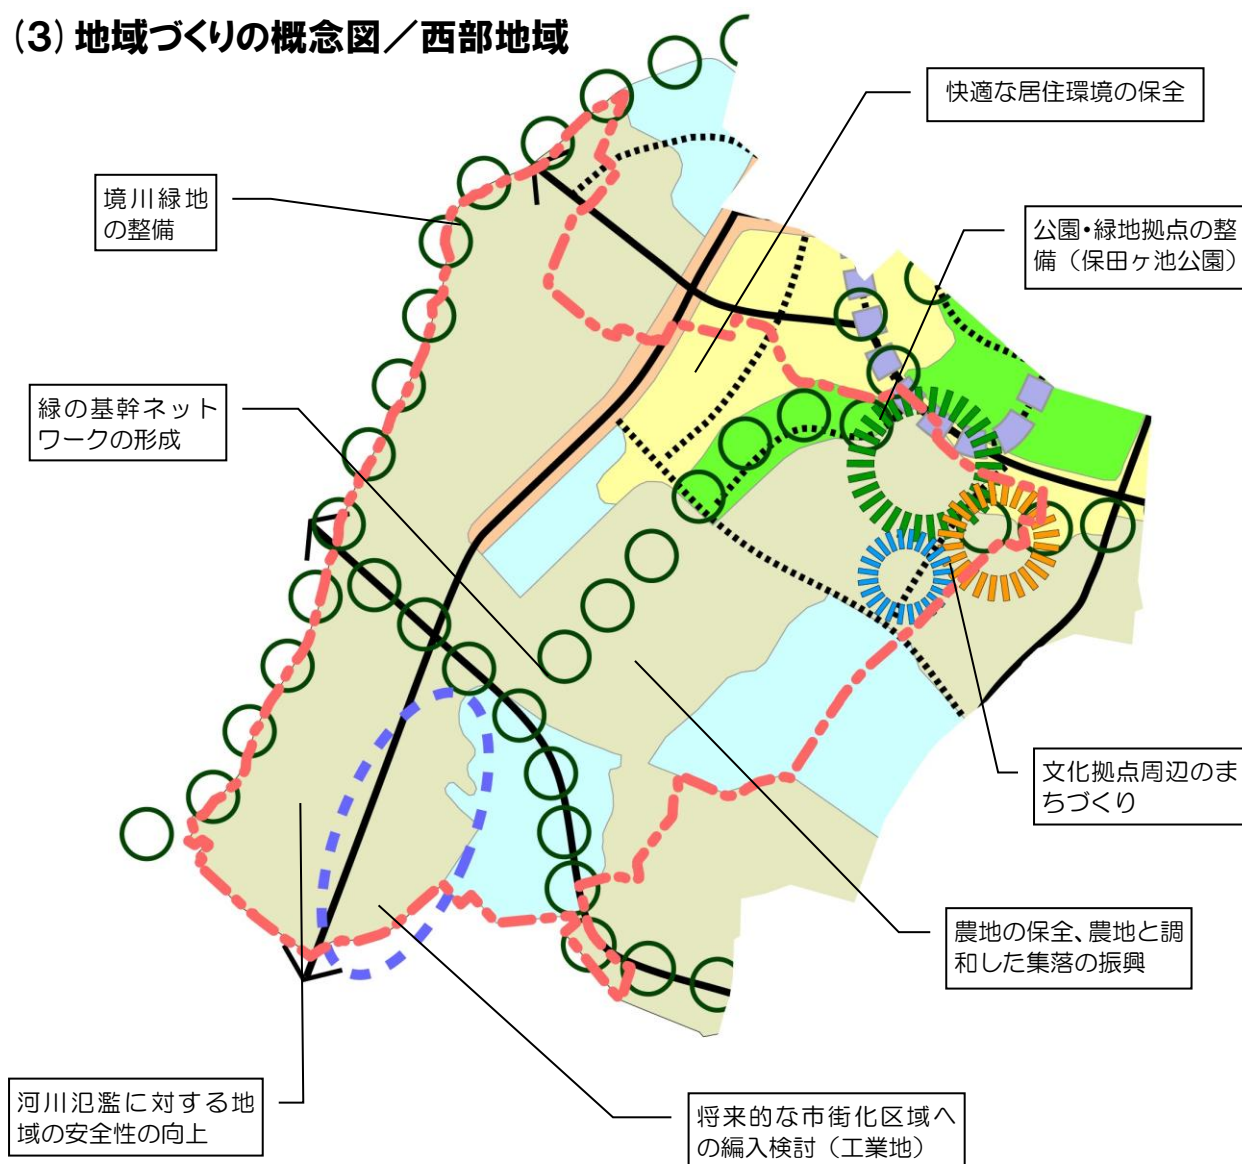 (3) 地域づくりの概念図／西部地域
快適な居住環境の保全
境川緑地
の整備
公園・緑地拠点の整
備（保田ヶ池公園）
緑の基幹ネット
ワークの形成
文化拠点周辺のま
ちづくり
農地の保全、農地と調
和した集落の振興
河川氾濫に対する地
域の安全性の向上
将来的な市街化区域へ
の編入検討（工業地）